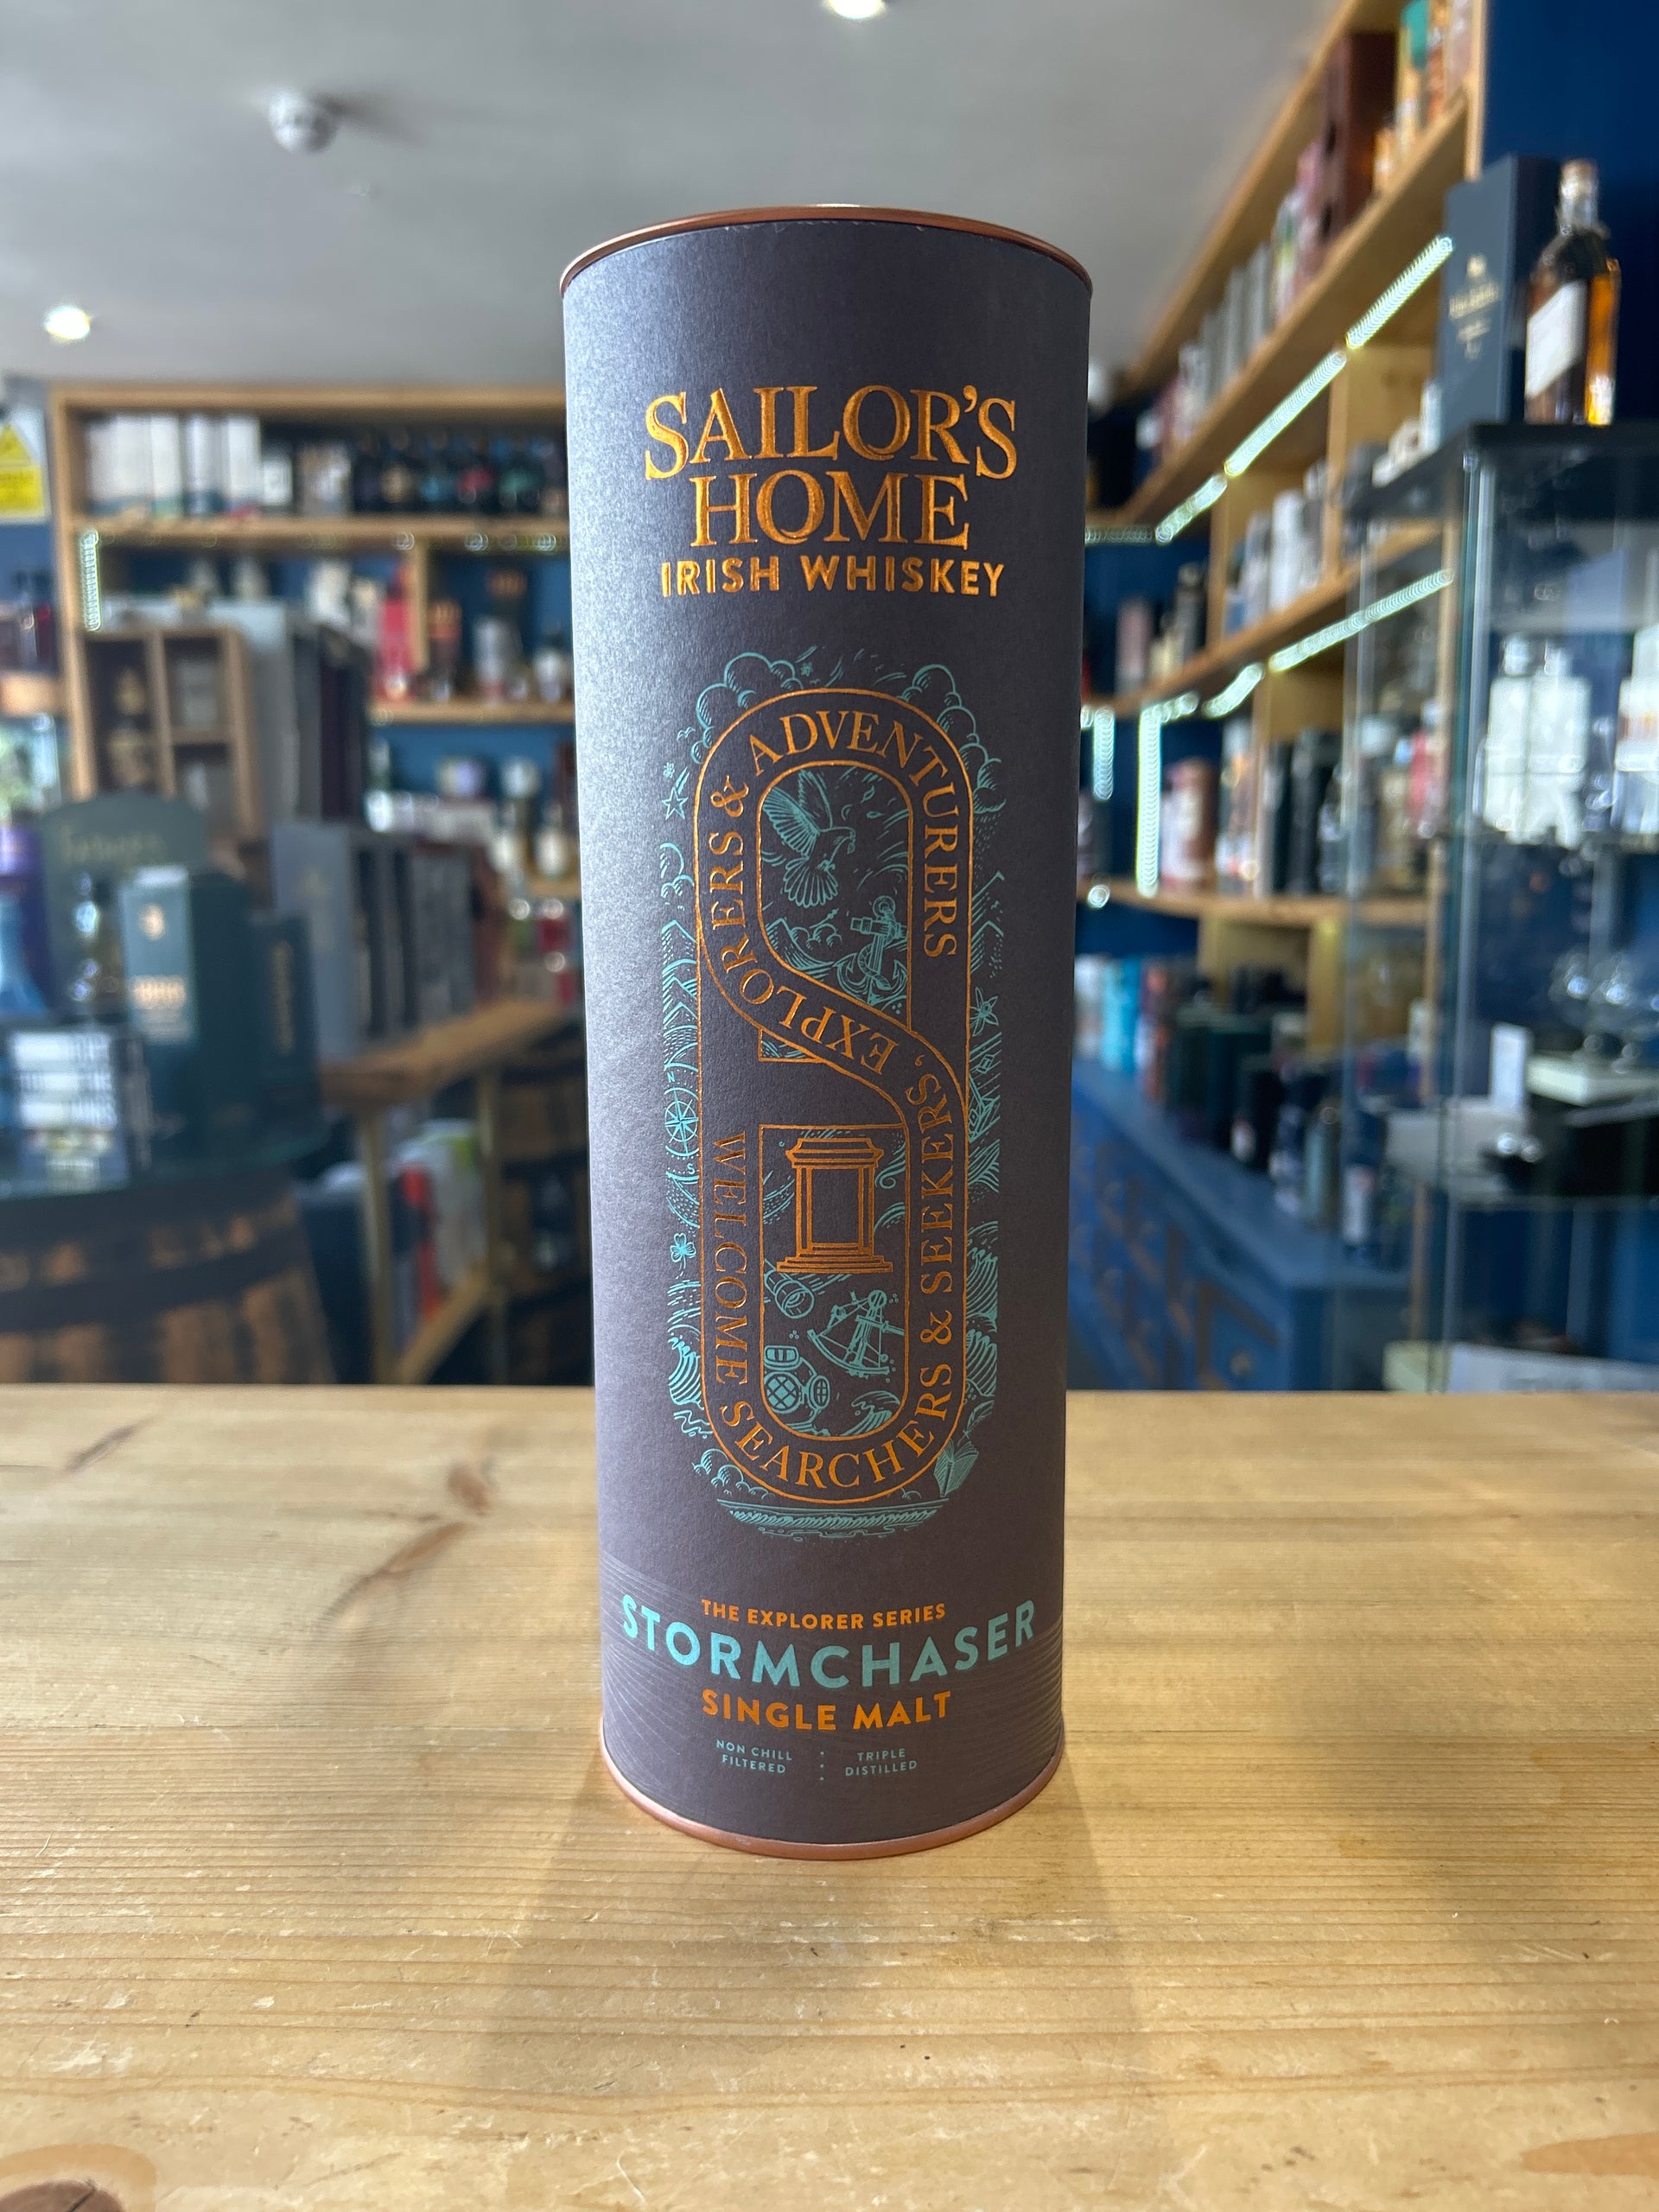 SAILOR'S
HOME
IRISH WHISKEY
WELCOME SEARCHERS & SEEKERS, EXPLORERS & ADVENTURERS
N
S
THE EXPLORER SERIES
STORMCHASER
SINGLE MALT
NON CHILL
FILTERED
TRIPLE
DISTILLED